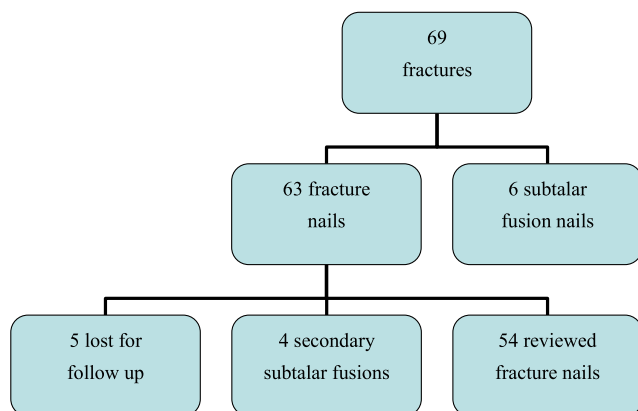 69
fractures
63 fracture
nails
6 subtalar
fusion nails
5 lost for
follow up
4 secondary
subtalar fusions
54 reviewed
fracture nails